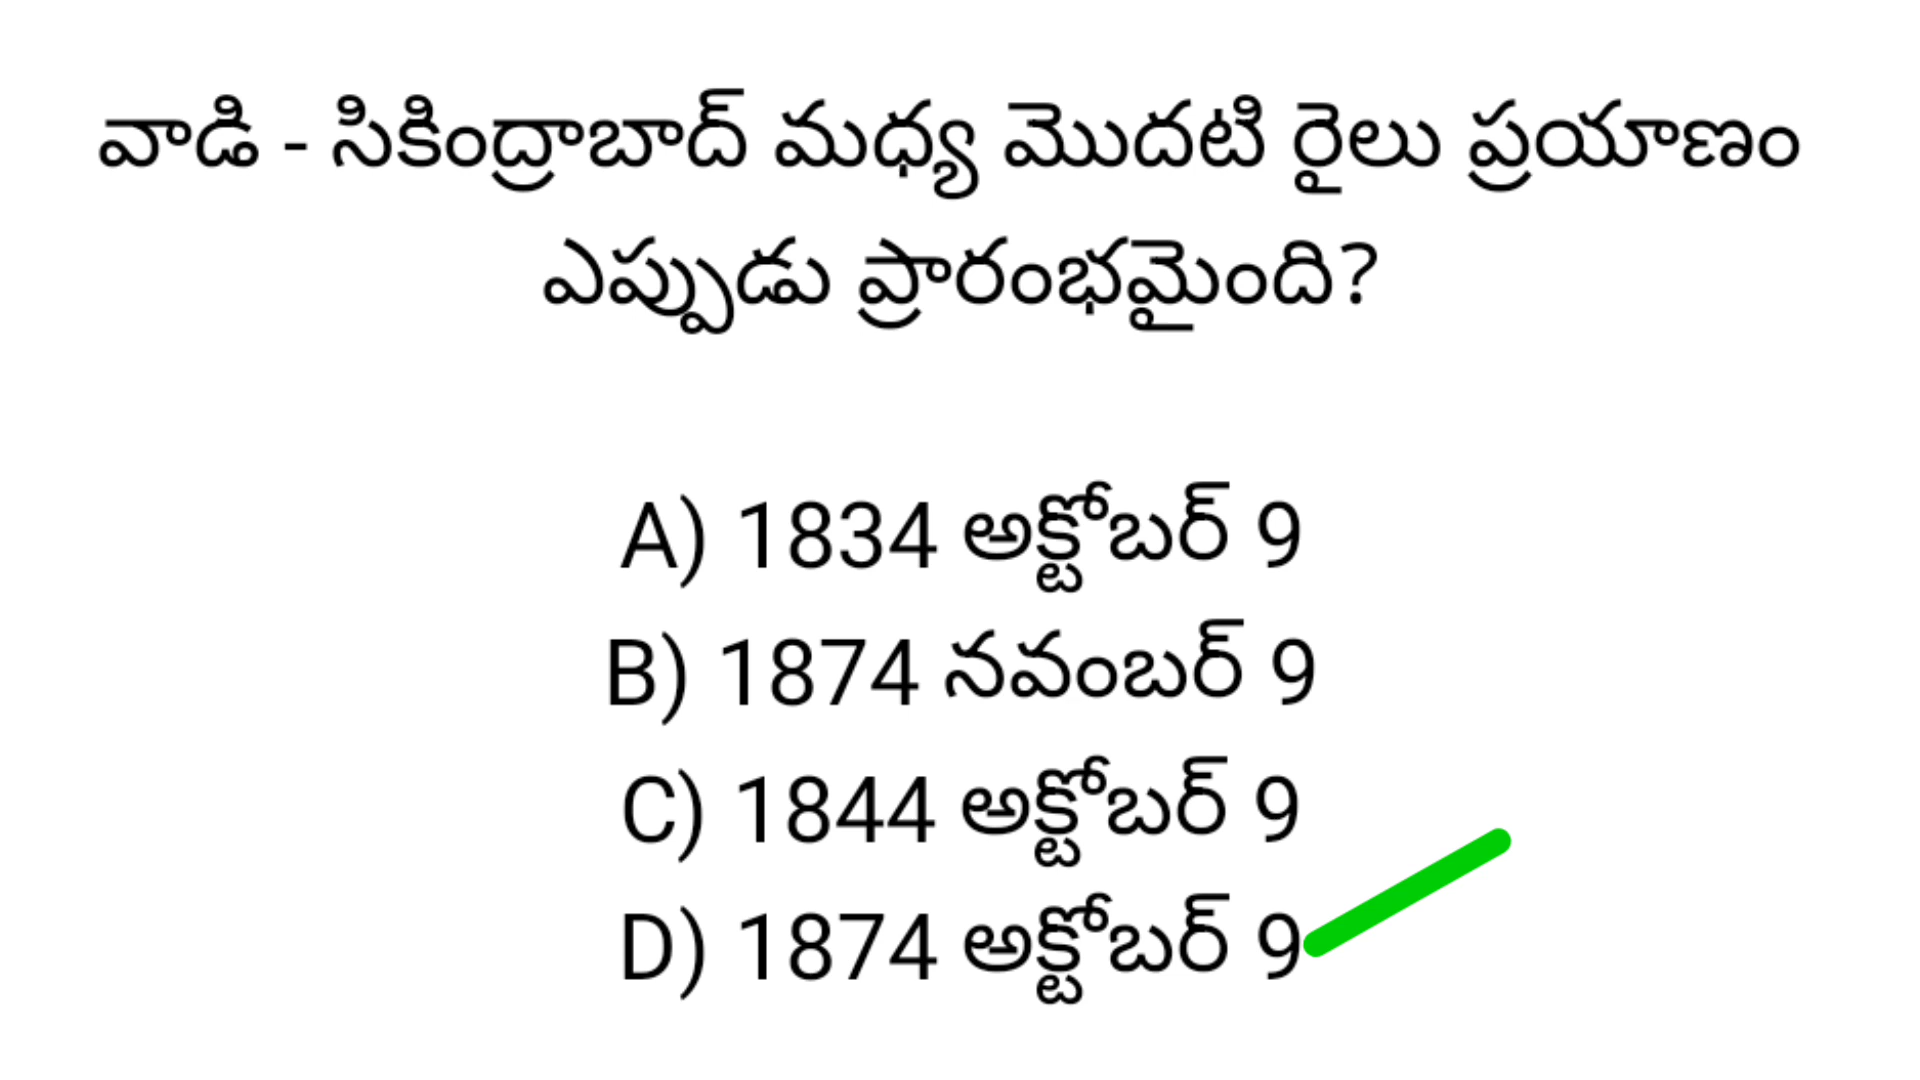 వాడి - సికింద్రాబాద్ మధ్య మొదటి రైలు ప్రయాణం
ఎప్పుడు ప్రారంభమైంది?
A) 1834 అక్టోబర్ 9
B) 1874 నవంబర్ 9
C) 1844 అక్టోబర్ 9
D) 1874 అక్టోబర్ 9